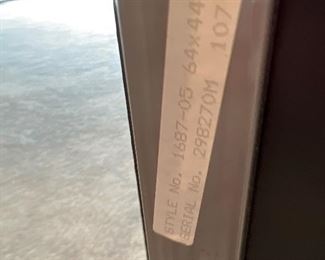 STYLE No. 1687-05 64x44
SERIAL No. 298270M 107